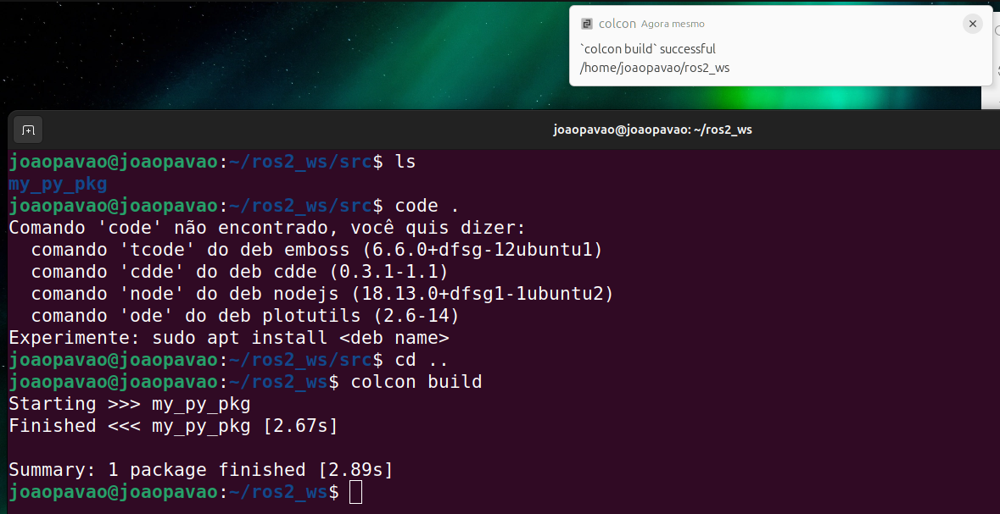 colcon Agora mesmo
`colcon build` successful
/home/joaopavao/ros2_ws
joaopavao@joaopavao: ~/ros2_ws
joaopavao@joaopavao:~/ros2_ws/src$ ls
my_py_pkg
joaopavao@joaopavao:~/ros2_ws/src$ code .
Comando 'code' não encontrado, você quis dizer:
  comando 'tcode' do deb emboss (6.6.0+dfsg-12ubuntu1)
  comando 'cdde' do deb cdde (0.3.1-1.1)
  comando 'node' do deb nodejs (18.13.0+dfsg1-1ubuntu2)
  comando 'ode' do deb plotutils (2.6-14)
Experimente: sudo apt install <deb name>
joaopavao@joaopavao:~/ros2_ws/src$ cd ..
joaopavao@joaopavao:~/ros2_ws$ colcon build
Starting >>> my_py_pkg
Finished <<< my_py_pkg [2.67s]

Summary: 1 package finished [2.89s]
joaopavao@joaopavao:~/ros2_ws$